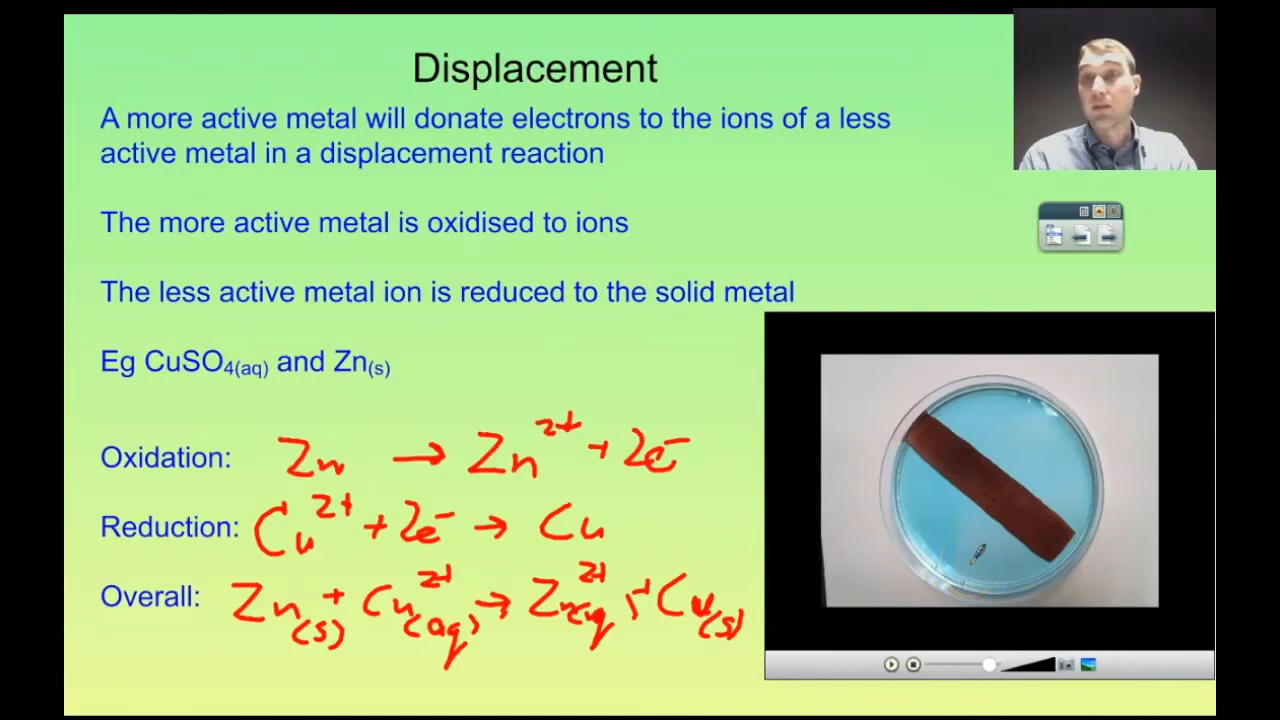 Displacement
A more active metal will donate electrons to the ions of a less
active metal in a displacement reaction
The more active metal is oxidised to ions
The less active metal ion is reduced to the solid metal
Eg CuSO₄₍aq₎ and Zn₍s₎
Oxidation: Zn → Zn²⁺ + 2e⁻
Reduction: Cu²⁺ + 2e⁻ → Cu
Overall: Zn(s) + Cu²⁺(aq) → Zn²⁺(aq) + Cu(s)